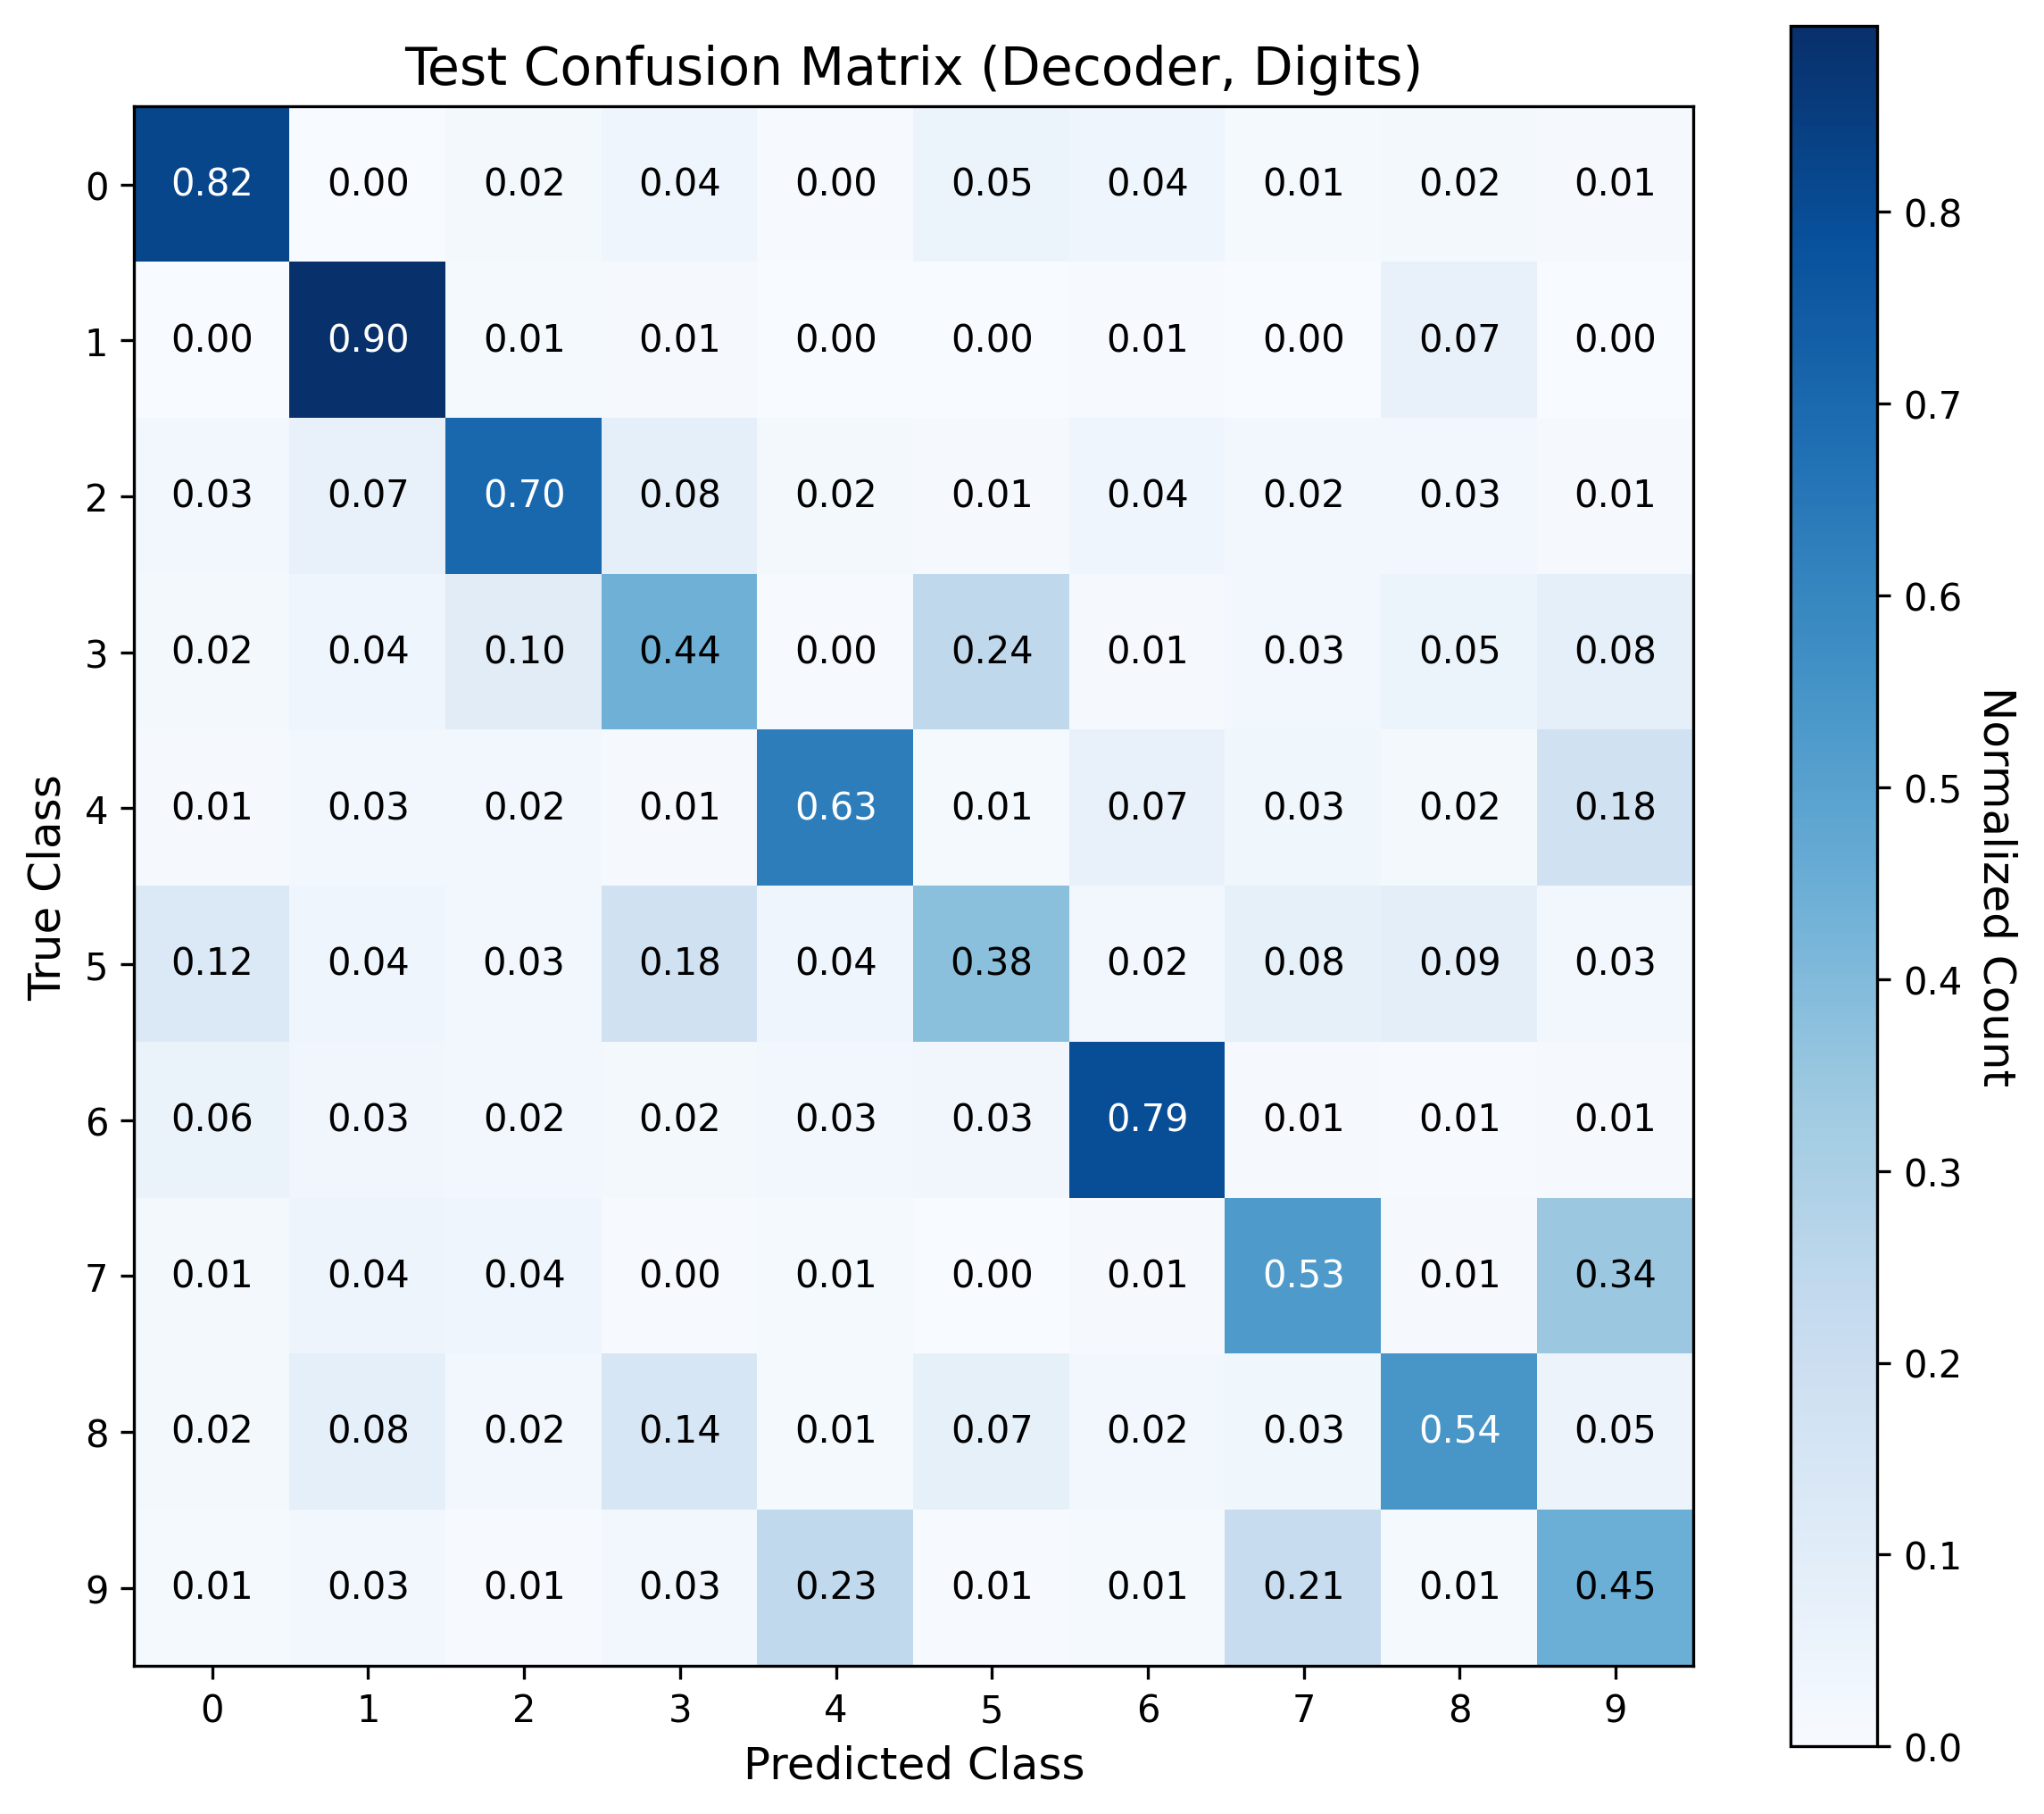 Test Confusion Matrix (Decoder, Digits)
0 0.82 0.00 0.02 0.04 0.00 0.05 0.04 0.01 0.02 0.01
1 0.00 0.90 0.01 0.01 0.00 0.00 0.01 0.00 0.07 0.00
2 0.03 0.07 0.70 0.08 0.02 0.01 0.04 0.02 0.03 0.01
3 0.02 0.04 0.10 0.44 0.00 0.24 0.01 0.03 0.05 0.08
4 0.01 0.03 0.02 0.01 0.63 0.01 0.07 0.03 0.02 0.18
5 0.12 0.04 0.03 0.18 0.04 0.38 0.02 0.08 0.09 0.03
6 0.06 0.03 0.02 0.02 0.03 0.03 0.79 0.01 0.01 0.01
7 0.01 0.04 0.04 0.00 0.01 0.00 0.01 0.53 0.01 0.34
8 0.02 0.08 0.02 0.14 0.01 0.07 0.02 0.03 0.54 0.05
9 0.01 0.03 0.01 0.03 0.23 0.01 0.01 0.21 0.01 0.45
0 1 2 3 4 5 6 7 8 9
Predicted Class
True Class
0.8
0.7
0.6
0.5
0.4
0.3
0.2
0.1
0.0
Normalized Count